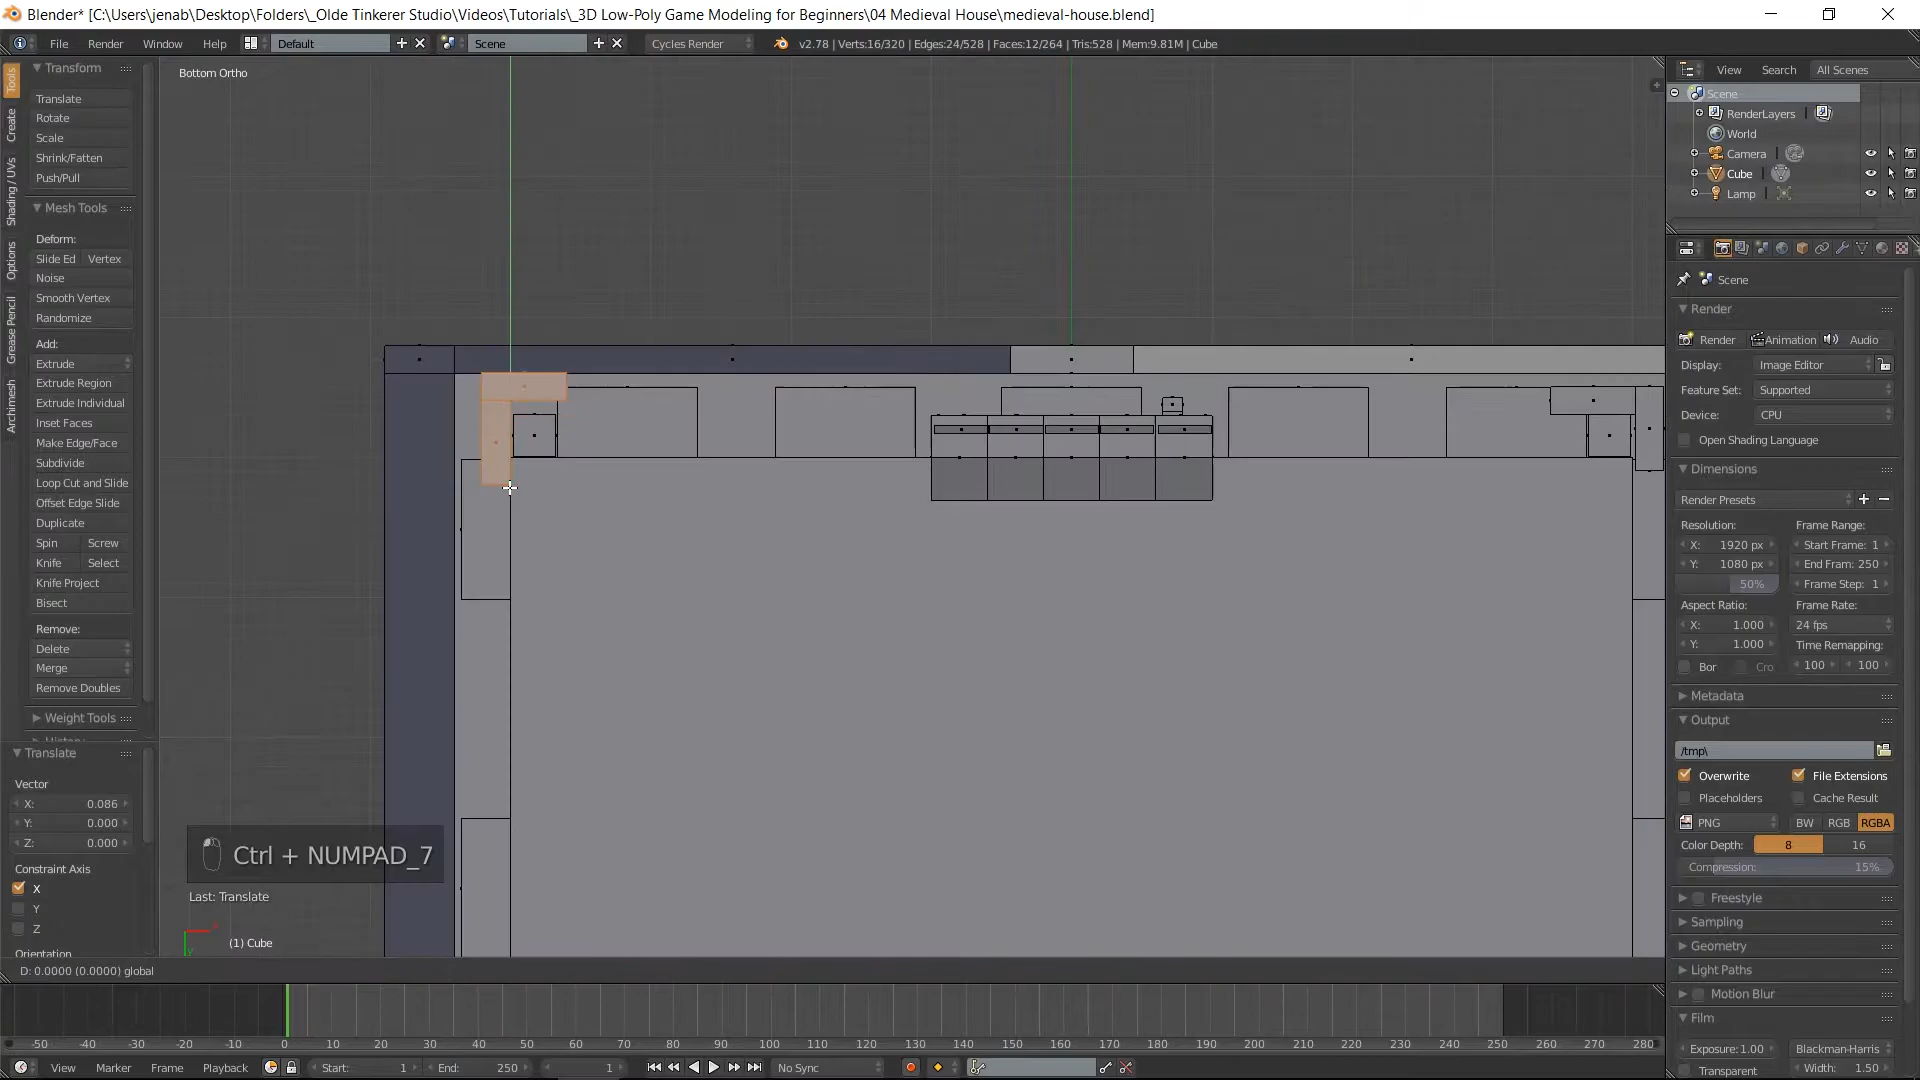 Blender* [C:\Users\jenab\Desktop\Folders\_Olde Tinkerer Studio\Videos\Tutorials\_3D Low-Poly Game Modeling for Beginners\04 Medieval House\medieval-house.blend]
File Render Window Help Default Scene Cycles Render v2.78 | Verts:16/320 | Edges:24/528 | Faces:12/264 | Tris:528 | Mem:9.81M | Cube
Tools
Create
Shading / UVs
Options
Grease Pencil
Archimesh
Transform
Translate
Rotate
Scale
Shrink/Fatten
Push/Pull
Mesh Tools
Deform:
Slide Ed Vertex
Noise
Smooth Vertex
Randomize
Add:
Extrude
Extrude Region
Extrude Individual
Inset Faces
Make Edge/Face
Subdivide
Loop Cut and Slide
Offset Edge Slide
Duplicate
Spin Screw
Knife Select
Knife Project
Bisect
Remove:
Delete
Merge
Remove Doubles
Weight Tools
Translate
Vector
X: 0.086
Y: 0.000
Z: 0.000
Constraint Axis
X
Y
Z
Orientation
Bottom Ortho
Ctrl + NUMPAD_7
Last: Translate
(1) Cube
D: 0.0000 (0.0000) global
View Search All Scenes
Scene
RenderLayers |
World
Camera |
Cube
Lamp |
Scene
Render
Render Animation Audio
Display: Image Editor
Feature Set: Supported
Device: CPU
Open Shading Language
Dimensions
Render Presets
Resolution: Frame Range:
X: 1920 px Start Frame: 1
Y: 1080 px End Fram: 250
50% Frame Step: 1
Aspect Ratio: Frame Rate:
X: 1.000 24 fps
Y: 1.000 Time Remapping:
Bor Cro 100 100
Metadata
Output
/tmp\
Overwrite File Extensions
Placeholders Cache Result
PNG BW RGB RGBA
Color Depth: 8 16
Compression: 15%
Freestyle
Sampling
Geometry
Light Paths
Motion Blur
Film
Exposure: 1.00 Blackman-Harris
Transparent Width: 1.50
-50 -40 -30 -20 -10 0 10 20 30 40 50 60 70 80 90 100 110 120 130 140 150 160 170 180 190 200 210 220 230 240 250 260 270 280
View Marker Frame Playback Start: 1 End: 250 1 No Sync